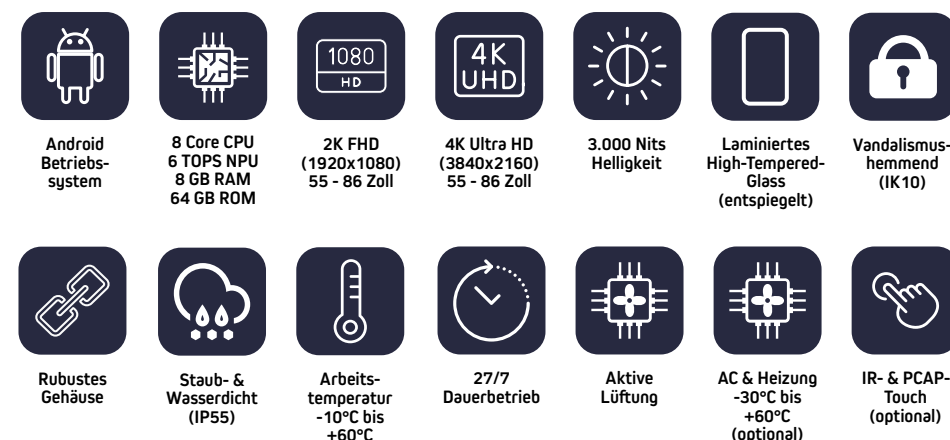 1080
HD
4K
UHD
Android
Betriebs-
system
8 Core CPU
6 TOPS NPU
8 GB RAM
64 GB ROM
2K FHD
(1920x1080)
55 - 86 Zoll
4K Ultra HD
(3840x2160)
55 - 86 Zoll
3.000 Nits
Helligkeit
Laminiertes
High-Tempered-
Glass
(entspiegelt)
Vandalismus-
hemmend
(IK10)
Rubustes
Gehäuse
Staub- &
Wasserdicht
(IP55)
Arbeits-
temperatur
-10°C bis
+60°C
27/7
Dauerbetrieb
Aktive
Lüftung
AC & Heizung
-30°C bis
+60°C
(optional)
IR- & PCAP-
Touch
(optional)